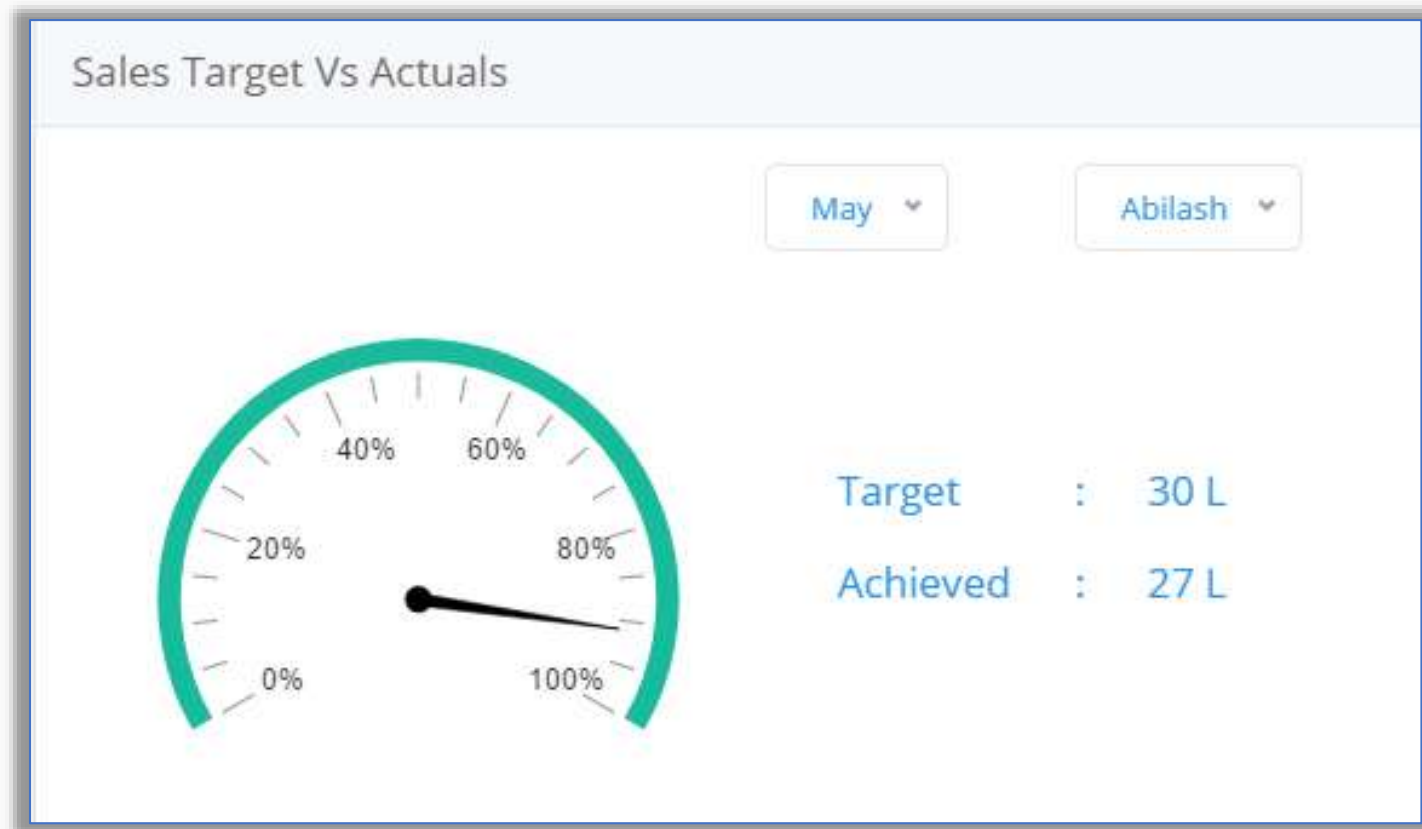 Sales Target Vs Actuals
May Abilash
40% 60%
20% 80%
0% 100%
Target : 30 L
Achieved : 27 L